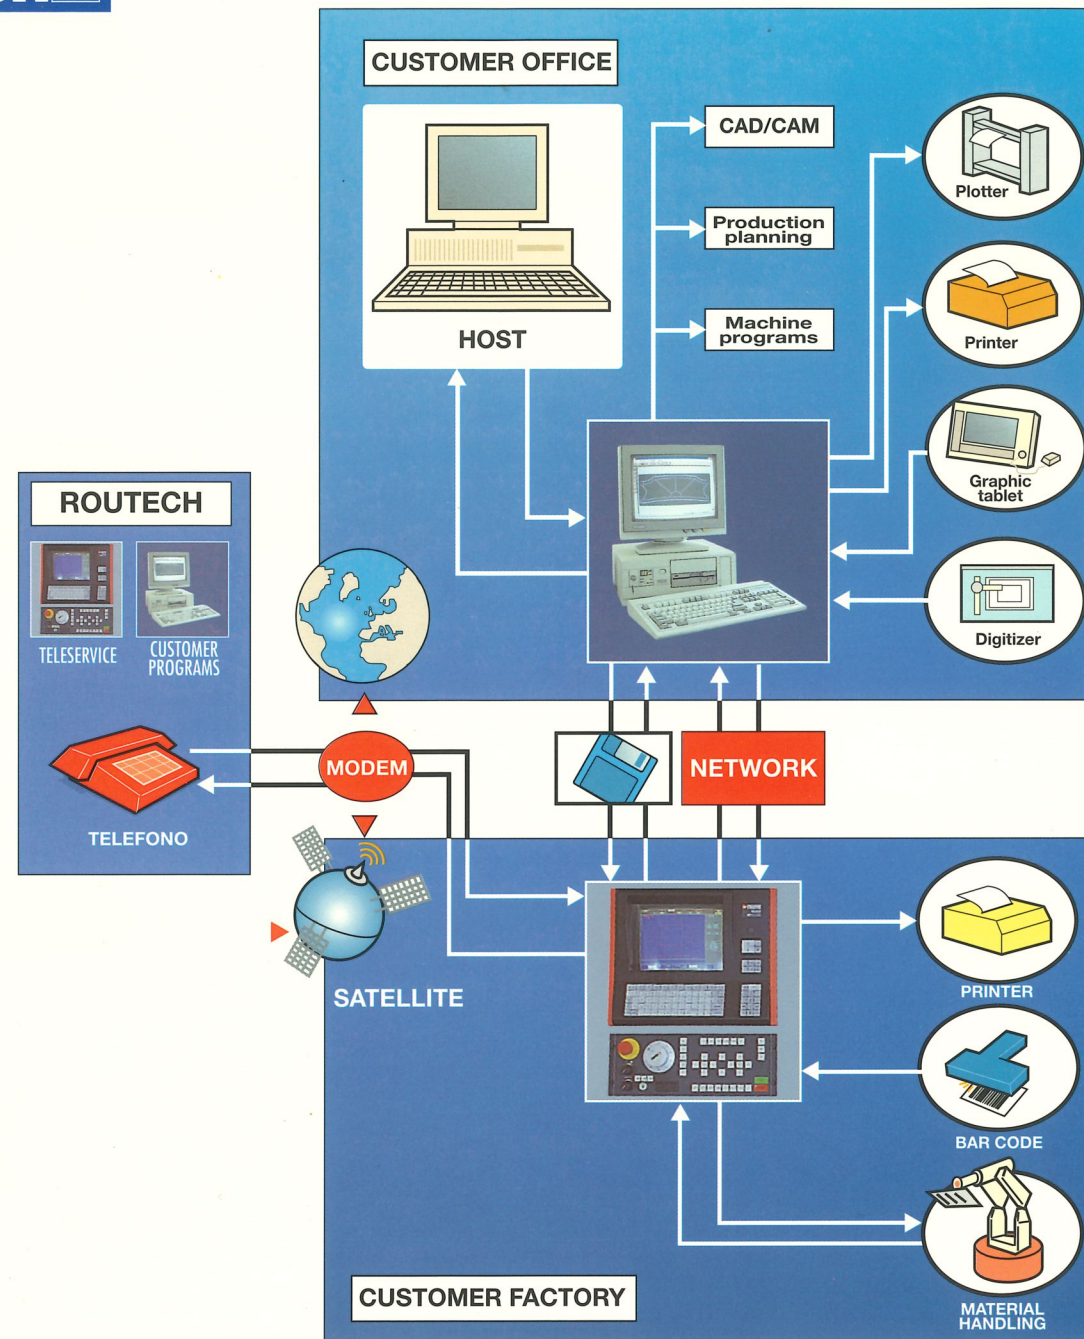 CUSTOMER OFFICE
CAD/CAM
Plotter
Production
planning
HOST
Machine
programs
Printer
Graphic
tablet
Digitizer
ROUTECH
TELESERVICE
CUSTOMER
PROGRAMS
MODEM
NETWORK
TELEFONO
SATELLITE
PRINTER
BAR CODE
MATERIAL
HANDLING
CUSTOMER FACTORY